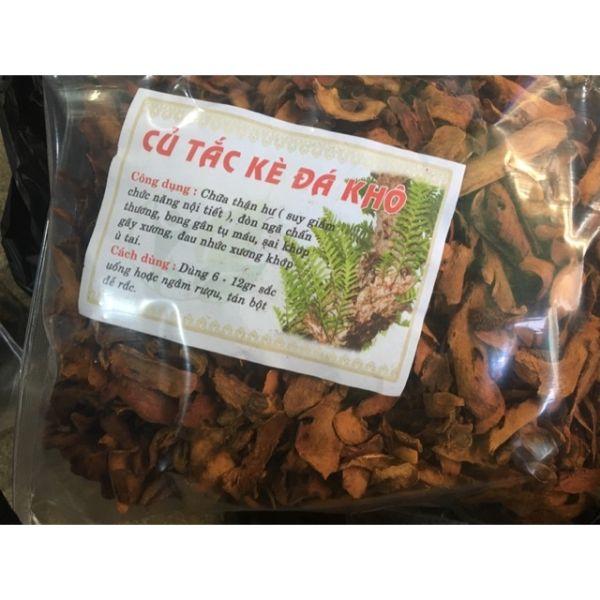 CỦ TẮC KÈ ĐÁ KHÔ
Công dụng : Chữa thận hư ( suy giảm
chức năng nội tiết ), đòn ngã chấn
thương, bong gân tụ máu, sai khớp
gẫy xương, đau nhức xương khớp
ù tai.
Cách dùng : Dùng 6 - 12gr sắc
uống hoặc ngâm rượu, tán bột
để rắc.